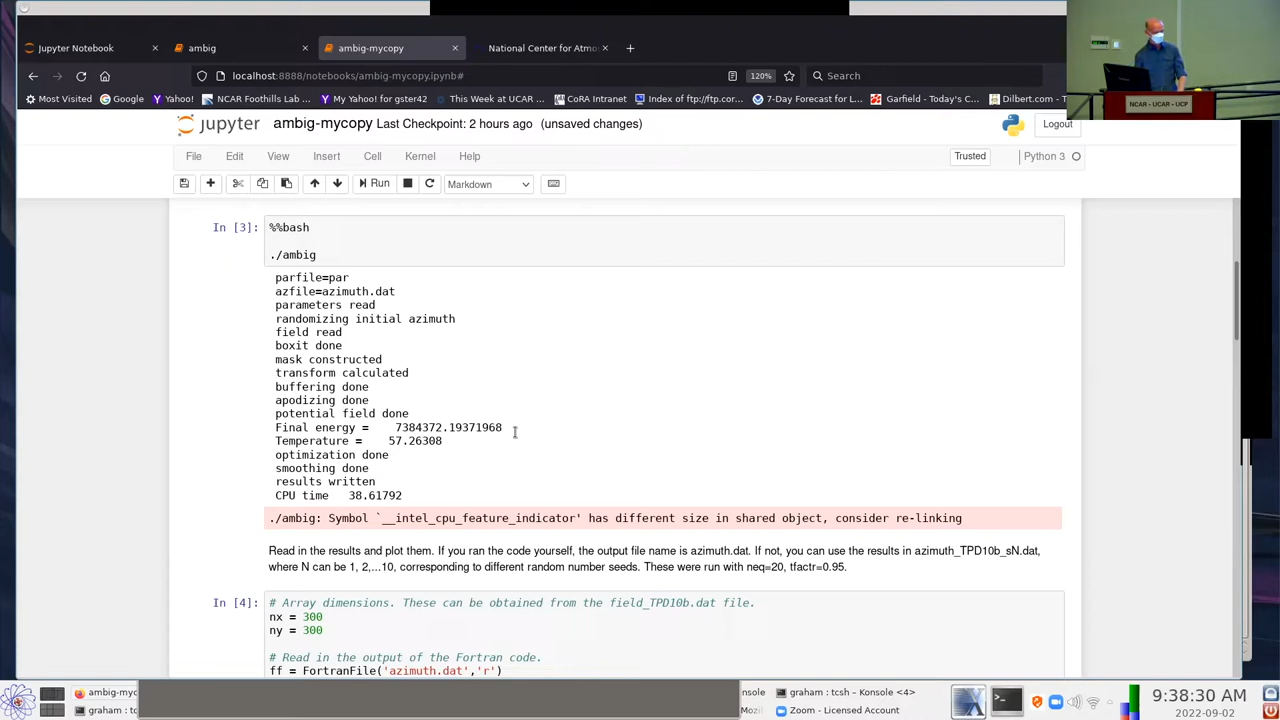 Jupyter Notebook
ambig
ambig-mycopy
National Center for Atmo
localhost:8888/notebooks/ambig-mycopy.ipynb#
120%
Search
Most Visited
Google
Yahoo!
NCAR Foothills Lab ...
My Yahoo! for gster42
This Week at UCAR ...
CoRA Intranet
Index of ftp://ftp.cor...
7-Day Forecast for L...
Garfield - Today's C...
Dilbert.com - T
NCAR • UCAR • UCP
jupyter
ambig-mycopy Last Checkpoint: 2 hours ago (unsaved changes)
Logout
File Edit View Insert Cell Kernel Help
Trusted
Python 3
Run
Markdown
In [3]:
%%bash
./ambig
parfile=par
azfile=azimuth.dat
parameters read
randomizing initial azimuth
field read
boxit done
mask constructed
transform calculated
buffering done
apodizing done
potential field done
Final energy = 7384372.19371968
Temperature = 57.26308
optimization done
smoothing done
results written
CPU time 38.61792
./ambig: Symbol `__intel_cpu_feature_indicator' has different size in shared object, consider re-linking
Read in the results and plot them. If you ran the code yourself, the output file name is azimuth.dat. If not, you can use the results in azimuth_TPD10b_sN.dat,
where N can be 1, 2,...10, corresponding to different random number seeds. These were run with neq=20, tfactr=0.95.
In [4]:
# Array dimensions. These can be obtained from the field_TPD10b.dat file.
nx = 300
ny = 300
# Read in the output of the Fortran code.
ff = FortranFile('azimuth.dat','r')
ambig-myc
graham : tc
nsole
Mozil
graham : tcsh - Konsole <4>
Zoom - Licensed Account
9:38:30 AM
2022-09-02